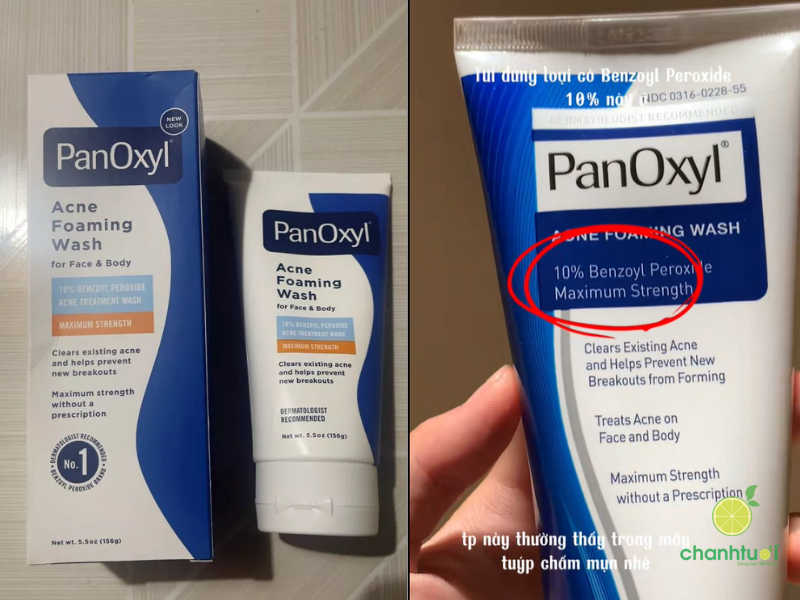 NEW
LOOK
PanOxyl
Acne
Foaming
Wash
for Face & Body
10% BENZOYL PEROXIDE
ACNE TREATMENT WASH
MAXIMUM STRENGTH
Clears existing acne
and helps prevent
new breakouts
Maximum strength
without a
prescription
DERMATOLOGIST RECOMMENDED
No. 1
BENZOYL PEROXIDE BRAND
Net wt. 5.5oz (156g)
PanOxyl
Acne
Foaming
Wash
for Face & Body
10% BENZOYL PEROXIDE
ACNE TREATMENT WASH
MAXIMUM STRENGTH
Clears existing acne
and helps prevent
new breakouts
DERMATOLOGIST
RECOMMENDED
Net wt. 5.5oz (156g)
Tui dùng loại có Benzoyl Peroxide
10% này
NDC 0316-0228-55
DERMATOLOGIST RECOMMENDED
PanOxyl®
ACNE FOAMING WASH
10% Benzoyl Peroxide
Maximum Strength
Clears Existing Acne
and Helps Prevent New
Breakouts from Forming
Treats Acne on
Face and Body
Maximum Strength
without a Prescription
tp này thường thấy trong mấy
tuýp chấm mụn nhé
chanhtươi